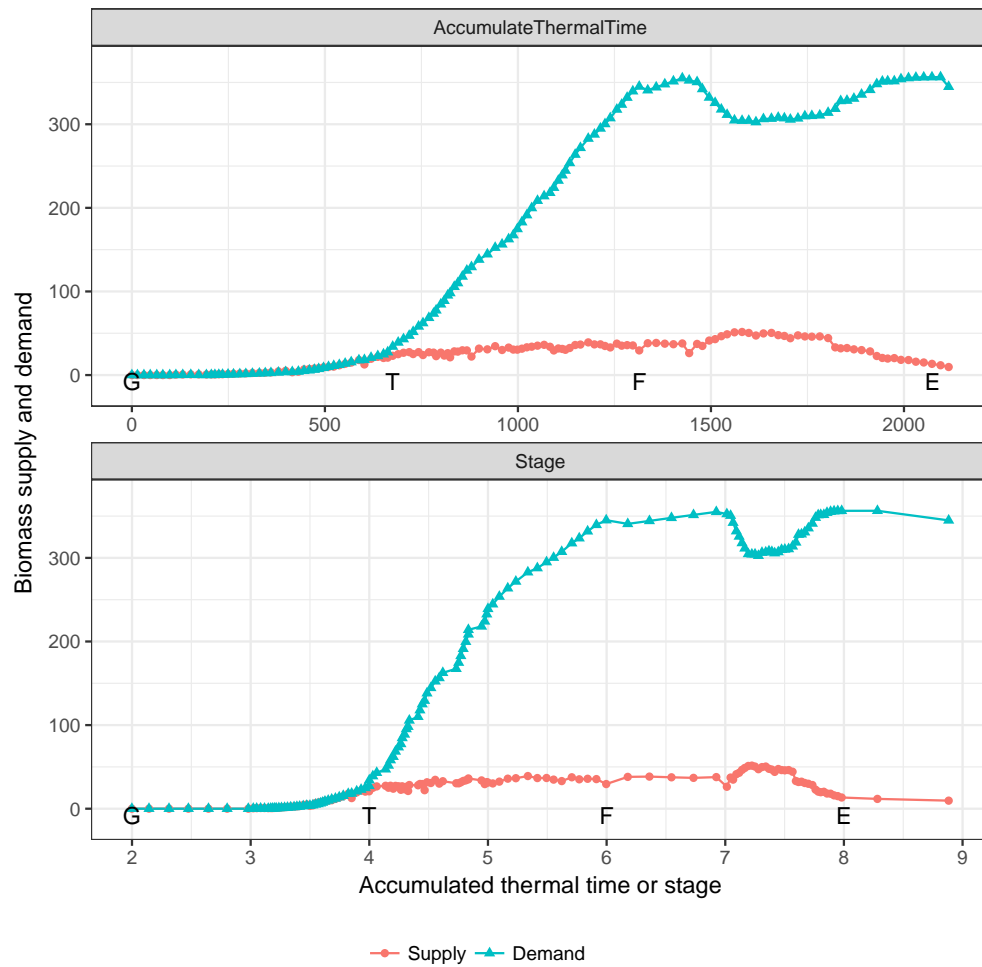 AccumulateThermalTime
300
200
100
0
G T F E
0 500 1000 1500 2000
Stage
300
200
100
0
G T F E
2 3 4 5 6 7 8 9
Biomass supply and demand
Accumulated thermal time or stage
Supply Demand